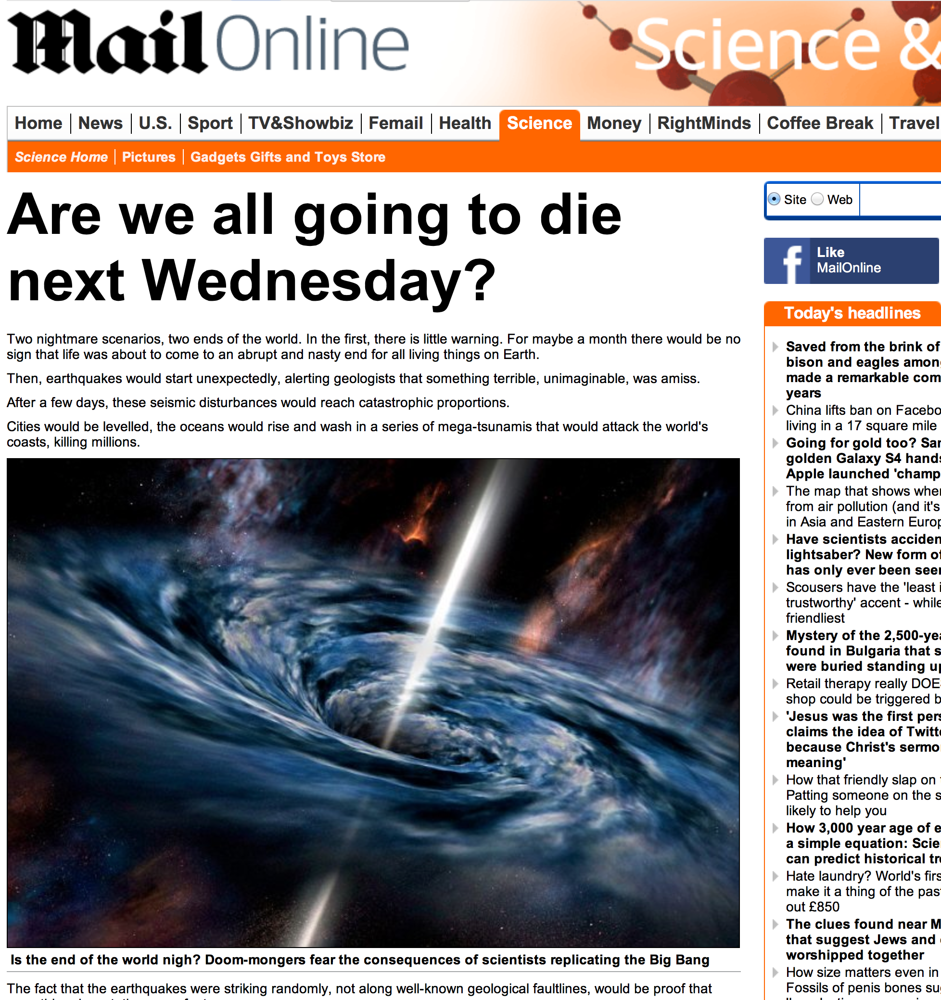 Mail Online
Science &
Home News U.S. Sport TV&Showbiz Femail Health Science Money RightMinds Coffee Break Travel
Science Home Pictures Gadgets Gifts and Toys Store
Are we all going to die
next Wednesday?
Two nightmare scenarios, two ends of the world. In the first, there is little warning. For maybe a month there would be no
sign that life was about to come to an abrupt and nasty end for all living things on Earth.
Then, earthquakes would start unexpectedly, alerting geologists that something terrible, unimaginable, was amiss.
After a few days, these seismic disturbances would reach catastrophic proportions.
Cities would be levelled, the oceans would rise and wash in a series of mega-tsunamis that would attack the world's
coasts, killing millions.
Is the end of the world nigh? Doom-mongers fear the consequences of scientists replicating the Big Bang
The fact that the earthquakes were striking randomly, not along well-known geological faultlines, would be proof that
Site Web
Like
MailOnline
Today's headlines
Saved from the brink of
bison and eagles among
made a remarkable com
years
China lifts ban on Facebo
living in a 17 square mile
Going for gold too? Sam
golden Galaxy S4 hands
Apple launched 'champ
The map that shows wher
from air pollution (and it's
in Asia and Eastern Europ
Have scientists acciden
lightsaber? New form of
has only ever been seen
Scousers have the 'least i
trustworthy' accent - while
friendliest
Mystery of the 2,500-yea
found in Bulgaria that s
were buried standing up
Retail therapy really DOES
shop could be triggered b
'Jesus was the first pers
claims the idea of Twitte
because Christ's sermo
meaning'
How that friendly slap on
Patting someone on the s
likely to help you
How 3,000 year age of e
a simple equation: Scie
can predict historical tre
Hate laundry? World's firs
make it a thing of the past
out £850
The clues found near M
that suggest Jews and
worshipped together
How size matters even in
Fossils of penis bones su